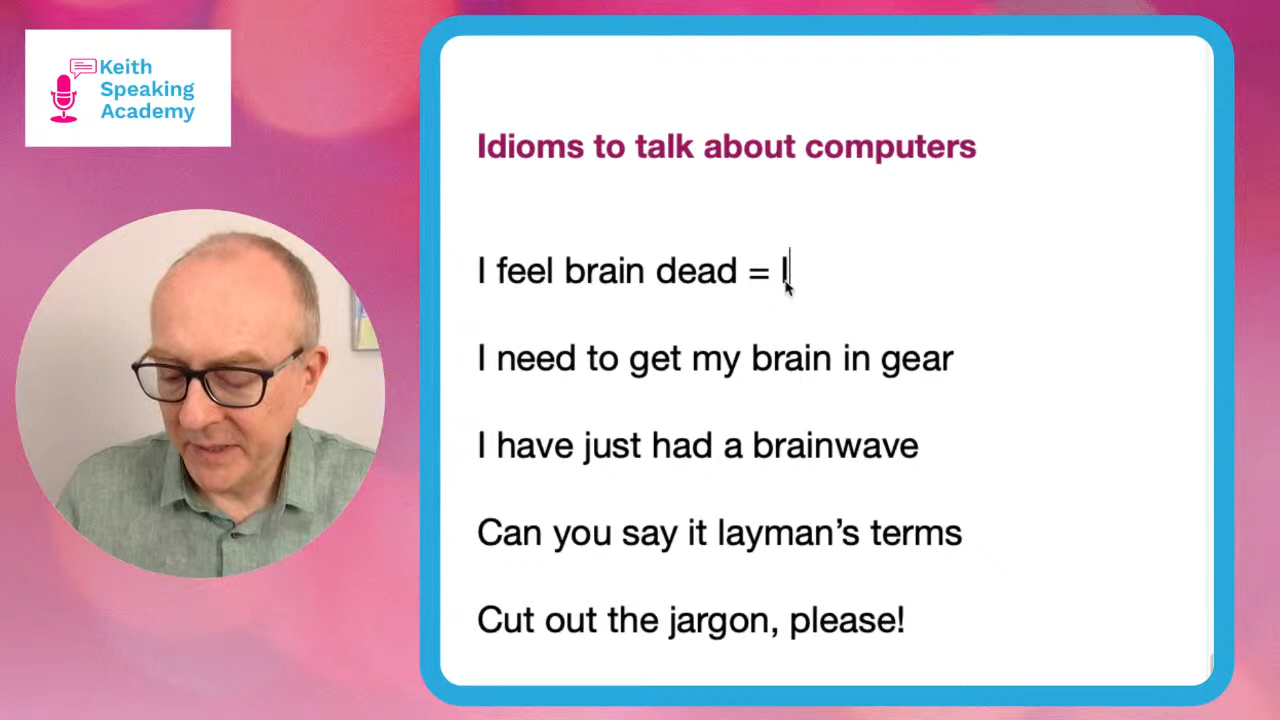 Keith
Speaking
Academy
Idioms to talk about computers
I feel brain dead = I
I need to get my brain in gear
I have just had a brainwave
Can you say it layman’s terms
Cut out the jargon, please!